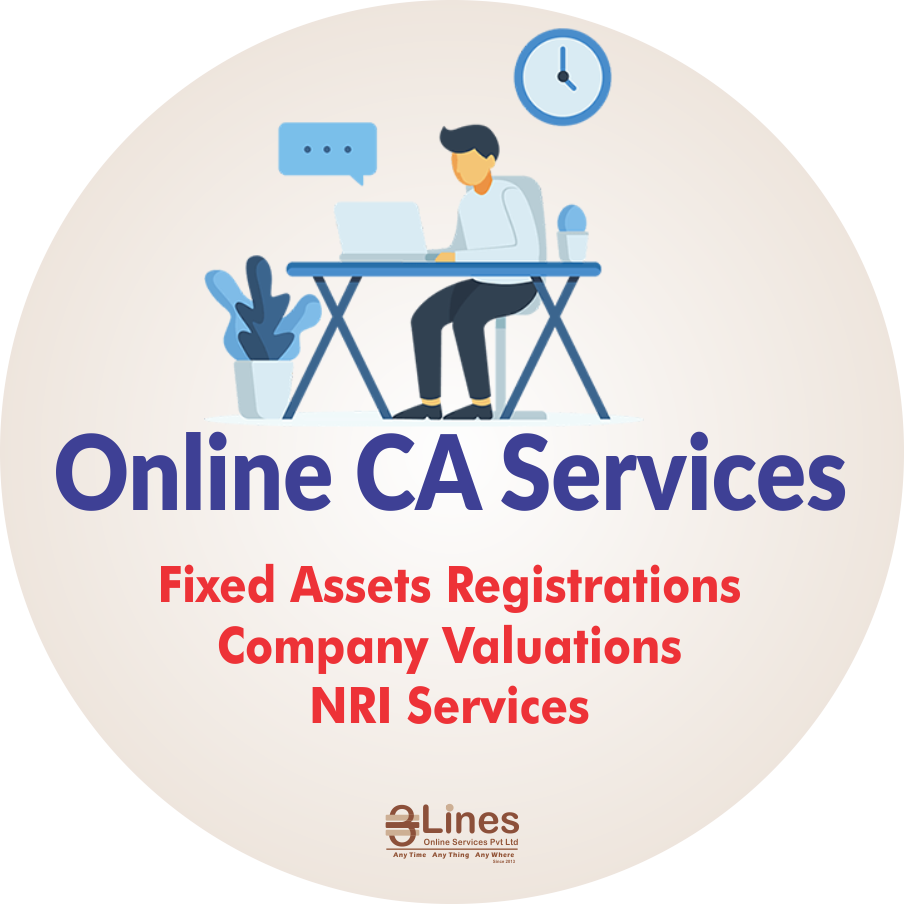 Online CA Services
Fixed Assets Registrations
Company Valuations
NRI Services
3Lines
Online Services Pvt Ltd
Any Time Any Thing Any Where
Since 2013